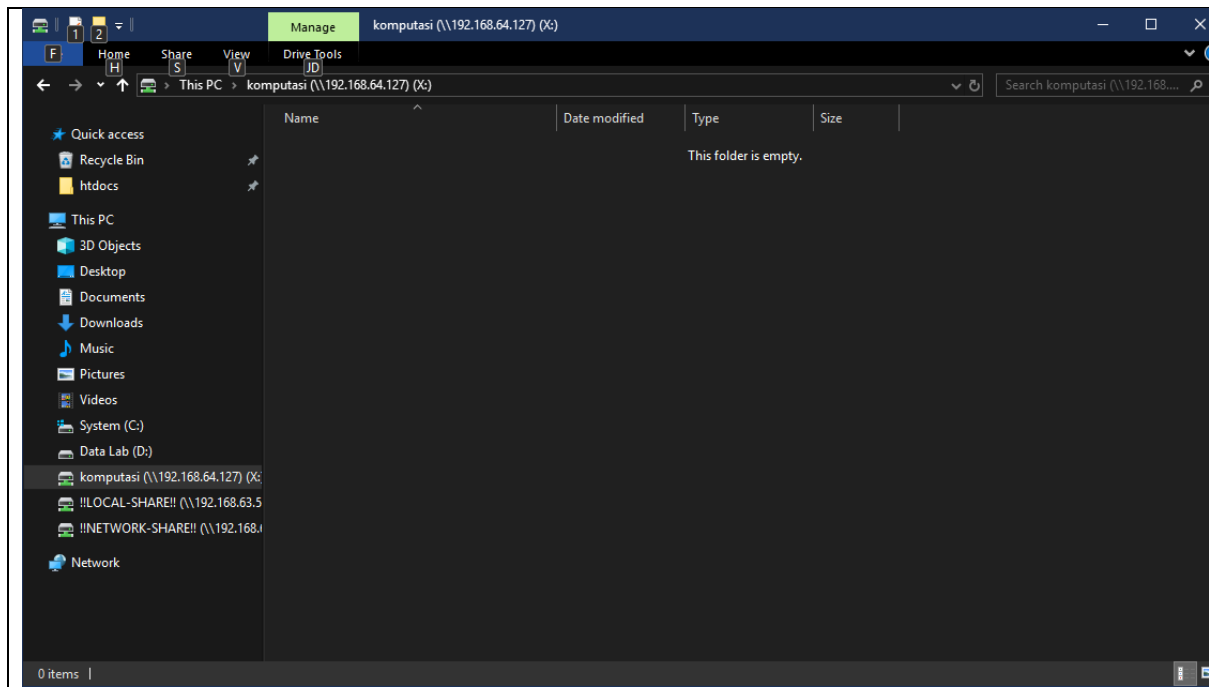 Manage
komputasi (\\192.168.64.127) (X:)
1
2
F
Home
Share
View
Drive Tools
H
S
V
JD
This PC
komputasi (\\192.168.64.127) (X:)
Search komputasi (\\192.168....
Name
Date modified
Type
Size
This folder is empty.
Quick access
Recycle Bin
htdocs
This PC
3D Objects
Desktop
Documents
Downloads
Music
Pictures
Videos
System (C:)
Data Lab (D:)
komputasi (\\192.168.64.127) (X:
!!LOCAL-SHARE!! (\\192.168.63.5
!!NETWORK-SHARE!! (\\192.168.
Network
0 items